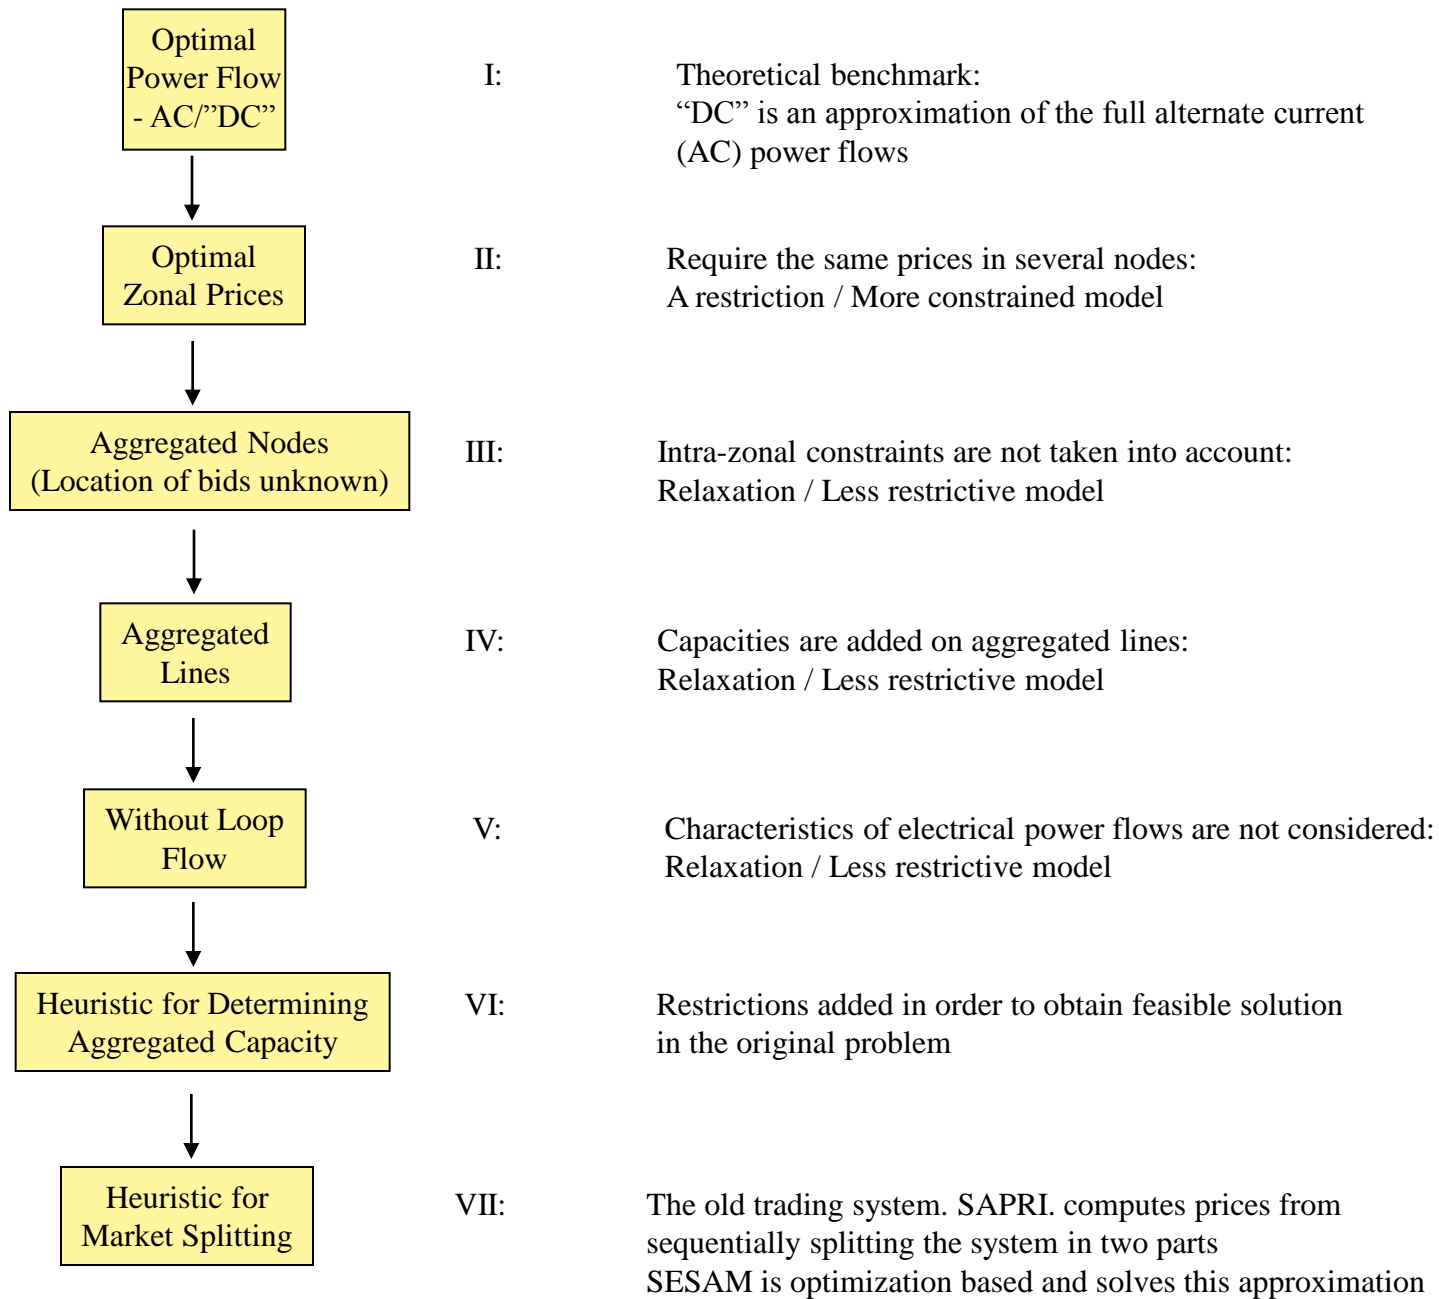 Optimal
Power Flow
- AC/”DC”
I:
Theoretical benchmark:
“DC” is an approximation of the full alternate current
(AC) power flows
Optimal
Zonal Prices
II:
Require the same prices in several nodes:
A restriction / More constrained model
Aggregated Nodes
(Location of bids unknown)
III:
Intra-zonal constraints are not taken into account:
Relaxation / Less restrictive model
Aggregated
Lines
IV:
Capacities are added on aggregated lines:
Relaxation / Less restrictive model
Without Loop
Flow
V:
Characteristics of electrical power flows are not considered:
Relaxation / Less restrictive model
Heuristic for Determining
Aggregated Capacity
VI:
Restrictions added in order to obtain feasible solution
in the original problem
Heuristic for
Market Splitting
VII:
The old trading system. SAPRI. computes prices from
sequentially splitting the system in two parts
SESAM is optimization based and solves this approximation